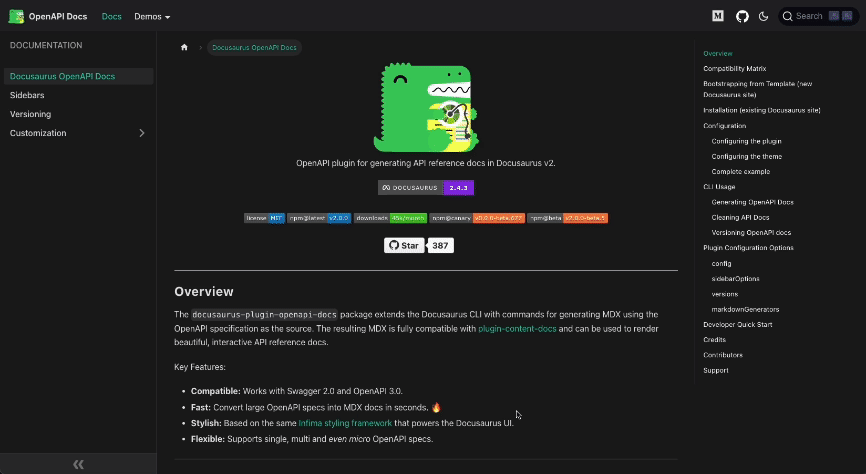 OpenAPI Docs
Docs
Demos
Search
DOCUMENTATION
Docusaurus OpenAPI Docs
Sidebars
Versioning
Customization
Docusaurus OpenAPI Docs
OpenAPI plugin for generating API reference docs in Docusaurus v2.
DOCUSAURUS 2.4.3
license MIT npm@latest v2.0.0 downloads 45k/month npm@canary npm@beta v2.0.0-beta.5
Star 387
Overview
The docusaurus-plugin-openapi-docs package extends the Docusaurus CLI with commands for generating MDX using the
OpenAPI specification as the source. The resulting MDX is fully compatible with plugin-content-docs and can be used to render
beautiful, interactive API reference docs.
Key Features:
• Compatible: Works with Swagger 2.0 and OpenAPI 3.0.
• Fast: Convert large OpenAPI specs into MDX docs in seconds. 🔥
• Stylish: Based on the same Infima styling framework that powers the Docusaurus UI.
• Flexible: Supports single, multi and even micro OpenAPI specs.
Overview
Compatibility Matrix
Bootstrapping from Template (new
Docusaurus site)
Installation (existing Docusaurus site)
Configuration
Configuring the plugin
Configuring the theme
Complete example
CLI Usage
Generating OpenAPI Docs
Cleaning API Docs
Versioning OpenAPI docs
Plugin Configuration Options
config
sidebarOptions
versions
markdownGenerators
Developer Quick Start
Credits
Contributors
Support